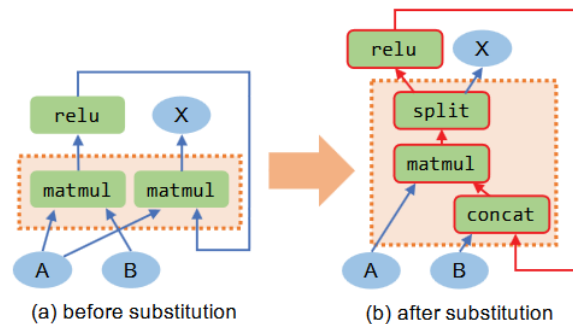 relu
X
matmul
matmul
A
B
(a) before substitution
relu
X
split
matmul
concat
A
B
(b) after substitution